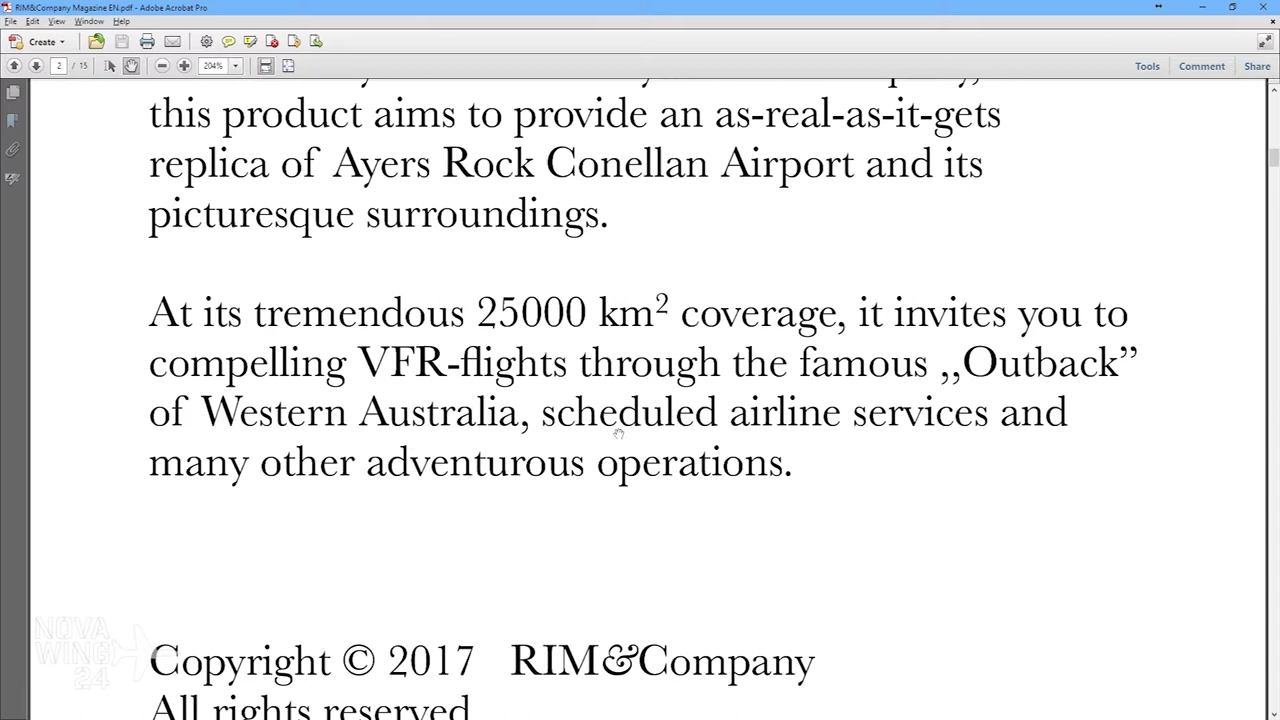 RIM&Company Magazine EN.pdf - Adobe Acrobat Pro
File Edit View Window Help
Create
2 / 15 204% Tools Comment Share
this product aims to provide an as-real-as-it-gets
replica of Ayers Rock Conellan Airport and its
picturesque surroundings.
At its tremendous 25000 km² coverage, it invites you to
compelling VFR-flights through the famous ,,Outback”
of Western Australia, scheduled airline services and
many other adventurous operations.
NOVA
WING
24
Copyright © 2017 RIM&Company
All rights reserved